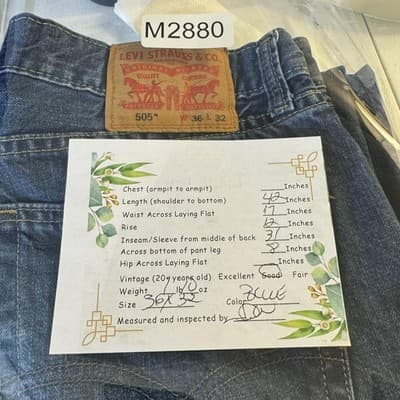 M2880
LEVI STRAUSS & CO.
505™ W 36 L 32
Chest (armpit to armpit) Inches
Length (shoulder to bottom) 42 Inches
Waist Across Laying Flat 17 Inches
Rise 12 Inches
Inseam/Sleeve from middle of back 31 Inches
Across bottom of pant leg 8 Inches
Hip Across Laying Flat Inches
Vintage (20+ years old) Excellent Good Fair
Weight 1 lb 10 oz
Size 36X32 Color BLUE
Measured and inspected by